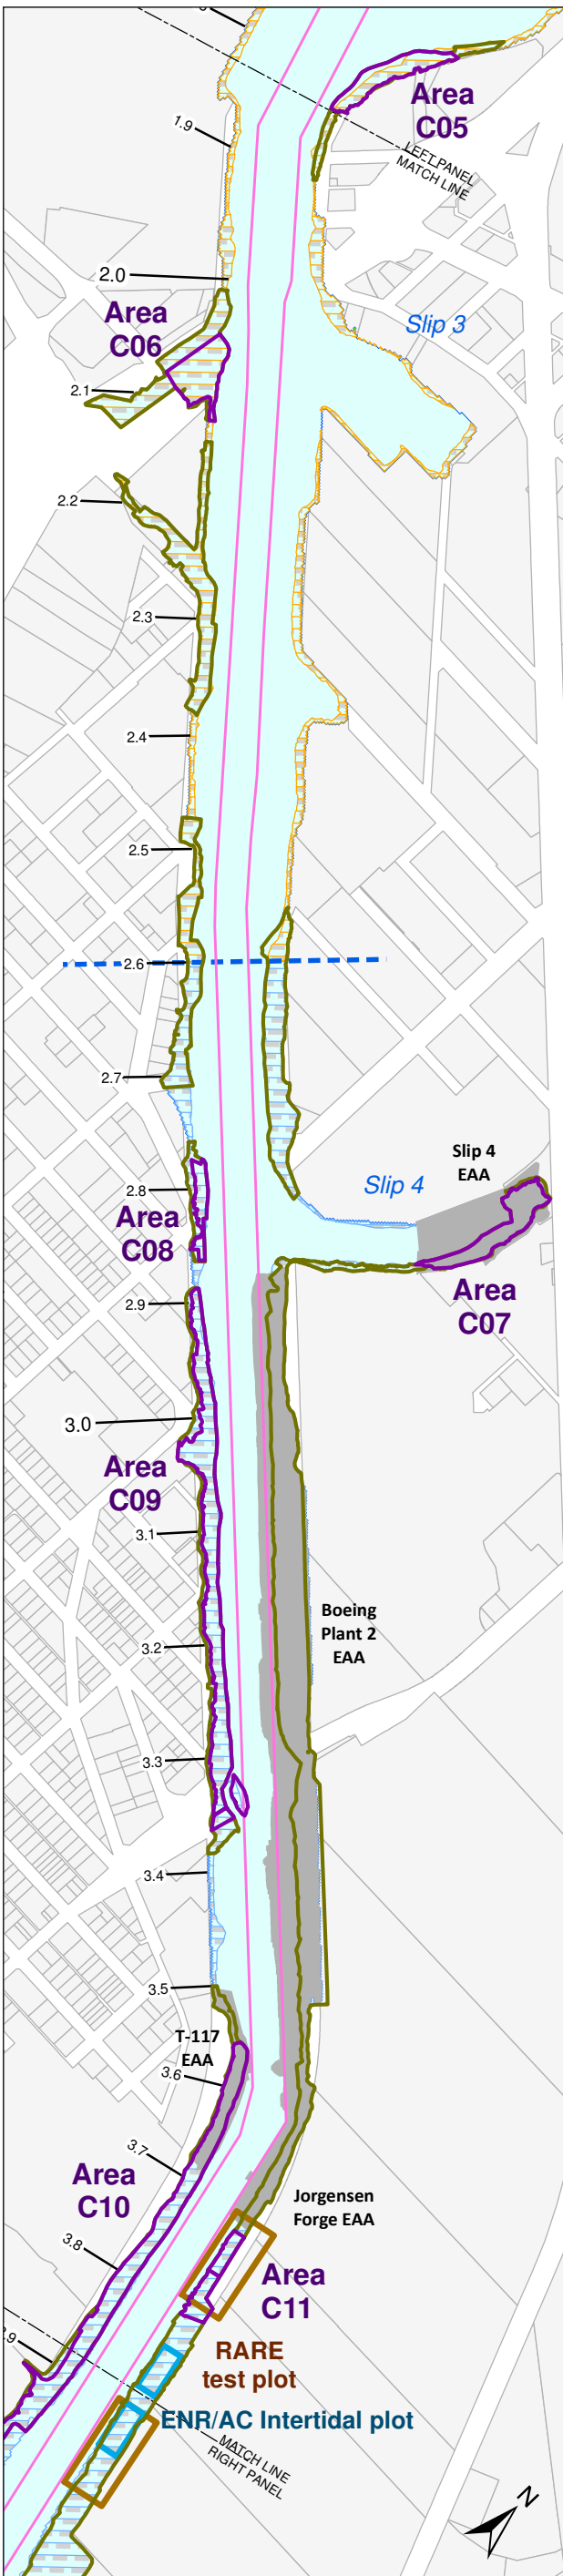 Area
C05
1.9
LEFT PANEL
MATCH LINE
2.0
Area
C06
Slip 3
2.1
2.2
2.3
2.4
2.5
2.6
2.7
Slip 4
EAA
2.8
Slip 4
Area
C08
Area
C07
2.9
3.0
Area
C09
3.1
Boeing
Plant 2
EAA
3.2
3.3
3.4
3.5
T-117
EAA
3.6
3.7
Area
C10
Jorgensen
Forge EAA
3.8
Area
C11
RARE
test plot
ENR/AC Intertidal plot
MATCH LINE
RIGHT PANEL
N